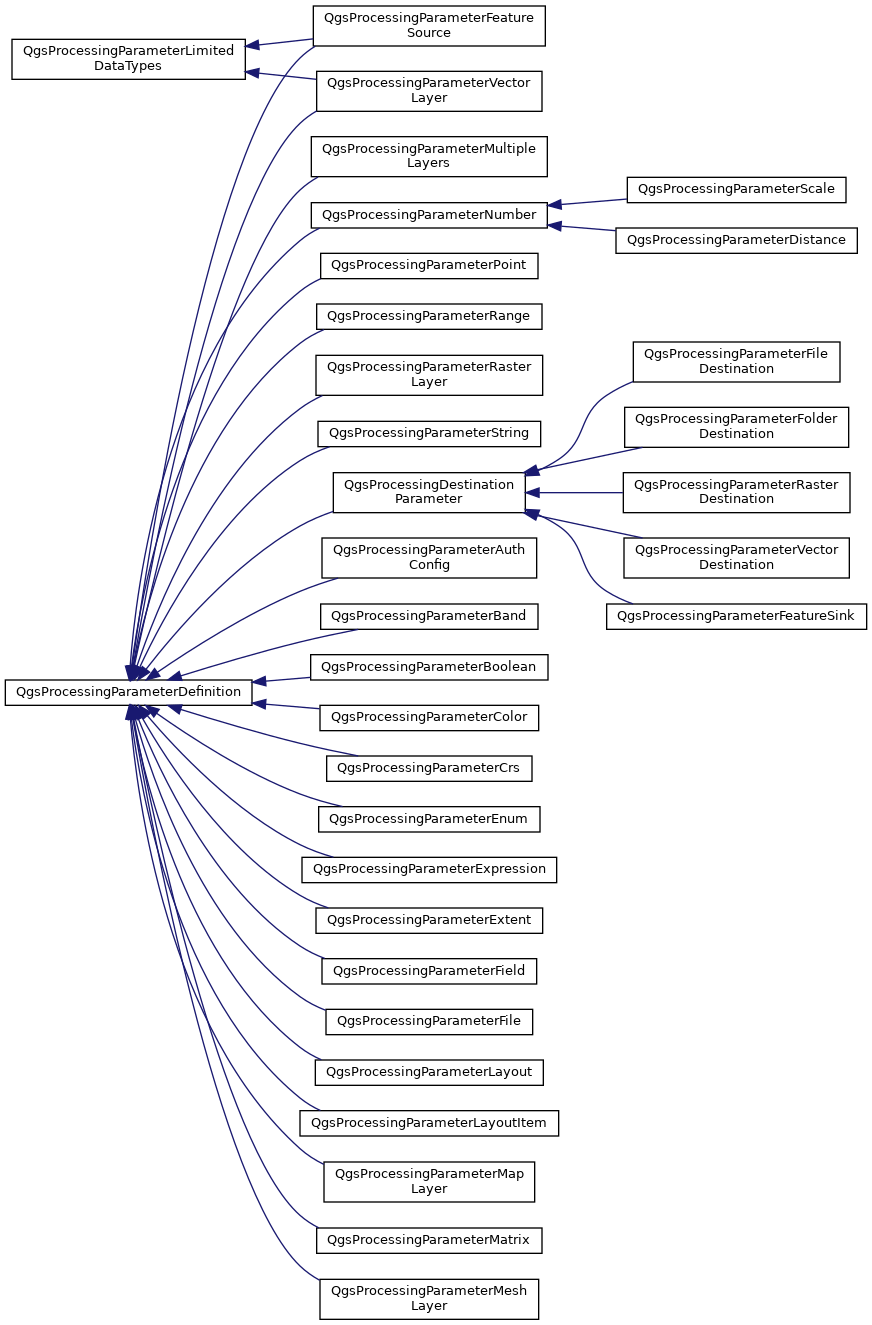 QgsProcessingParameterLimited
DataTypes
QgsProcessingParameterFeature
Source
QgsProcessingParameterVector
Layer
QgsProcessingParameterMultiple
Layers
QgsProcessingParameterNumber
QgsProcessingParameterScale
QgsProcessingParameterDistance
QgsProcessingParameterPoint
QgsProcessingParameterRange
QgsProcessingParameterRaster
Layer
QgsProcessingParameterString
QgsProcessingDestination
Parameter
QgsProcessingParameterFile
Destination
QgsProcessingParameterFolder
Destination
QgsProcessingParameterRaster
Destination
QgsProcessingParameterVector
Destination
QgsProcessingParameterFeatureSink
QgsProcessingParameterAuth
Config
QgsProcessingParameterBand
QgsProcessingParameterBoolean
QgsProcessingParameterDefinition
QgsProcessingParameterColor
QgsProcessingParameterCrs
QgsProcessingParameterEnum
QgsProcessingParameterExpression
QgsProcessingParameterExtent
QgsProcessingParameterField
QgsProcessingParameterFile
QgsProcessingParameterLayout
QgsProcessingParameterLayoutItem
QgsProcessingParameterMap
Layer
QgsProcessingParameterMatrix
QgsProcessingParameterMesh
Layer